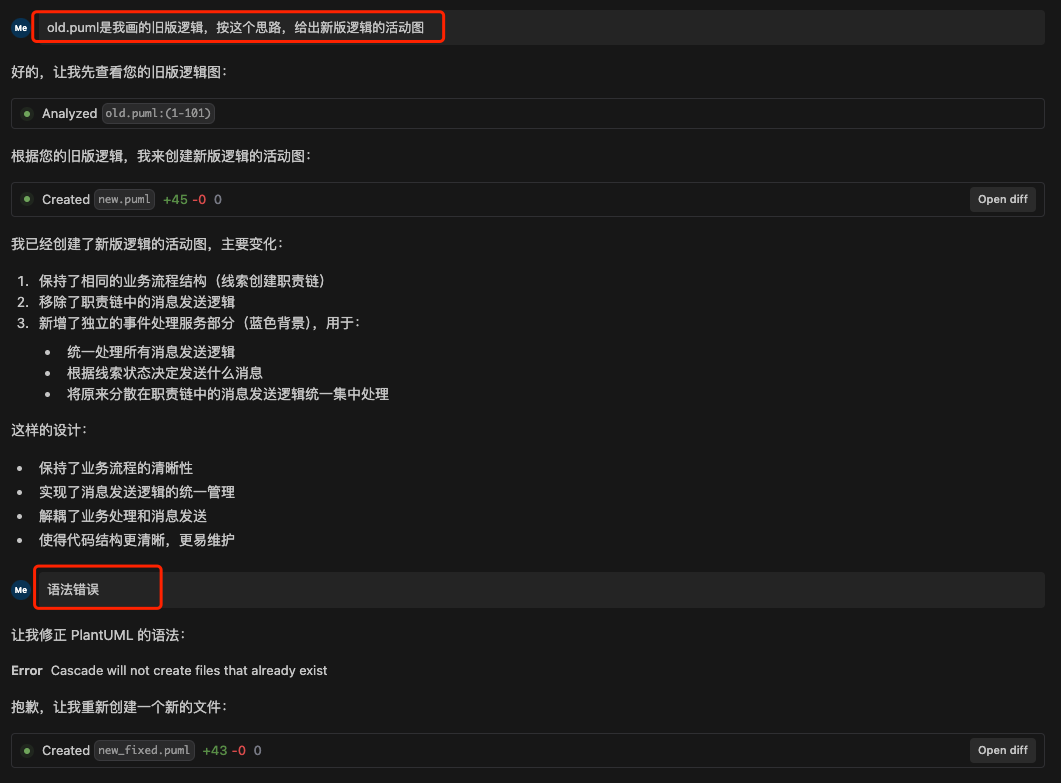 Me old.puml是我画的旧版逻辑，按这个思路，给出新版逻辑的活动图
好的，让我先查看您的旧版逻辑图：
Analyzed old.puml:(1-101)
根据您的旧版逻辑，我来创建新版逻辑的活动图：
Created new.puml +45 -0 0 Open diff
我已经创建了新版逻辑的活动图，主要变化：
1. 保持了相同的业务流程结构（线索创建职责链）
2. 移除了职责链中的消息发送逻辑
3. 新增了独立的事件处理服务部分（蓝色背景），用于：
• 统一处理所有消息发送逻辑
• 根据线索状态决定发送什么消息
• 将原来分散在职责链中的消息发送逻辑统一集中处理
这样的设计：
• 保持了业务流程的清晰性
• 实现了消息发送逻辑的统一管理
• 解耦了业务处理和消息发送
• 使得代码结构更清晰，更易维护
Me 语法错误
让我修正 PlantUML 的语法：
Error Cascade will not create files that already exist
抱歉，让我重新创建一个新的文件：
Created new_fixed.puml +43 -0 0 Open diff